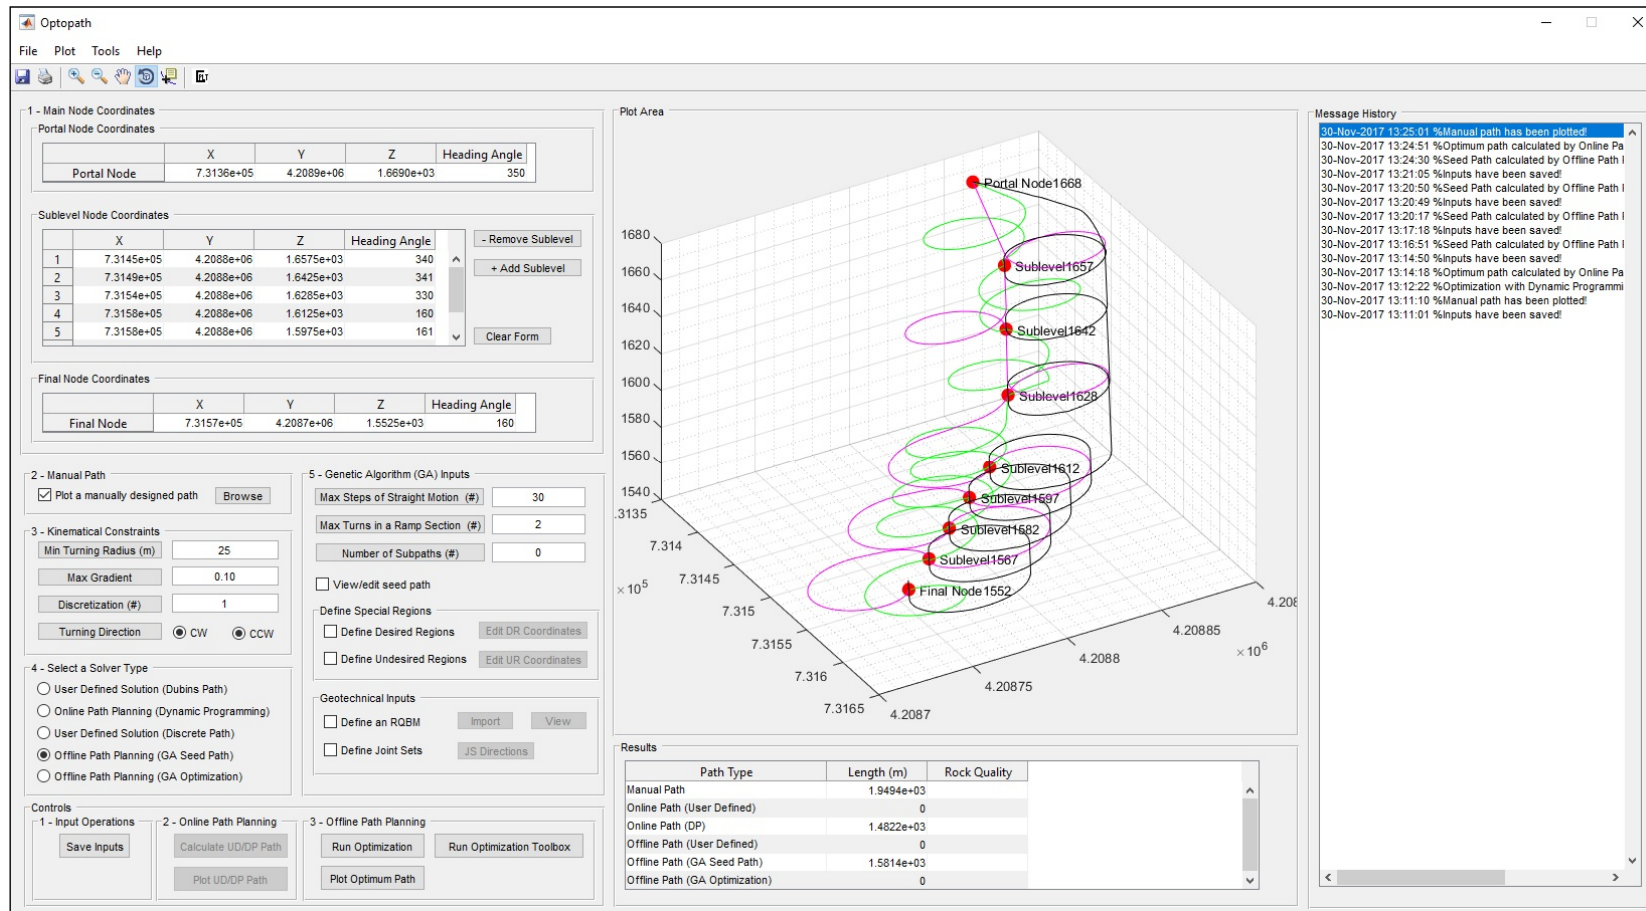 Optopath
File Plot Tools Help
1 - Main Node Coordinates
Portal Node Coordinates
X Y Z Heading Angle
Portal Node 7.3136e+05 4.2089e+06 1.6690e+03 350
Sublevel Node Coordinates
X Y Z Heading Angle
1 7.3145e+05 4.2088e+06 1.6575e+03 340
2 7.3149e+05 4.2088e+06 1.6425e+03 341
3 7.3154e+05 4.2088e+06 1.6285e+03 330
4 7.3158e+05 4.2088e+06 1.6125e+03 160
5 7.3158e+05 4.2088e+06 1.5975e+03 161
- Remove Sublevel
+ Add Sublevel
Clear Form
Final Node Coordinates
X Y Z Heading Angle
Final Node 7.3157e+05 4.2087e+06 1.5525e+03 160
2 - Manual Path
Plot a manually designed path Browse
3 - Kinematical Constraints
Min Turning Radius (m) 25
Max Gradient 0.10
Discretization (#) 1
Turning Direction CW CCW
4 - Select a Solver Type
User Defined Solution (Dubins Path)
Online Path Planning (Dynamic Programming)
User Defined Solution (Discrete Path)
Offline Path Planning (GA Seed Path)
Offline Path Planning (GA Optimization)
5 - Genetic Algorithm (GA) Inputs
Max Steps of Straight Motion (#) 30
Max Turns in a Ramp Section (#) 2
Number of Subpaths (#) 0
View/edit seed path
Define Special Regions
Define Desired Regions Edit DR Coordinates
Define Undesired Regions Edit UR Coordinates
Geotechnical Inputs
Define an RQBM Import View
Define Joint Sets JS Directions
Controls
1 - Input Operations
Save Inputs
2 - Online Path Planning
Calculate UD/DP Path
Plot UD/DP Path
3 - Offline Path Planning
Run Optimization Run Optimization Toolbox
Plot Optimum Path
Plot Area
Portal Node1668
Sublevel1657
Sublevel1642
Sublevel1628
Sublevel1612
Sublevel1597
Sublevel1582
Sublevel1567
Final Node1552
1680
1660
1640
1620
1600
1580
1560
1540
.3135
7.314
7.3145
7.315
7.3155
7.316
7.3165
× 10^5
4.2087
4.20875
4.2088
4.20885
4.208
× 10^6
Results
Path Type Length (m) Rock Quality
Manual Path 1.9494e+03
Online Path (User Defined) 0
Online Path (DP) 1.4822e+03
Offline Path (User Defined) 0
Offline Path (GA Seed Path) 1.5814e+03
Offline Path (GA Optimization) 0
Message History
30-Nov-2017 13:25:01 %Manual path has been plotted!
30-Nov-2017 13:24:51 %Optimum path calculated by Online Pa
30-Nov-2017 13:24:30 %Seed Path calculated by Offline Path
30-Nov-2017 13:21:05 %Inputs have been saved!
30-Nov-2017 13:20:50 %Seed Path calculated by Offline Path
30-Nov-2017 13:20:49 %Inputs have been saved!
30-Nov-2017 13:20:17 %Seed Path calculated by Offline Path
30-Nov-2017 13:17:18 %Inputs have been saved!
30-Nov-2017 13:16:51 %Seed Path calculated by Offline Path
30-Nov-2017 13:14:50 %Inputs have been saved!
30-Nov-2017 13:14:18 %Optimum path calculated by Online Pa
30-Nov-2017 13:12:22 %Optimization with Dynamic Programmi
30-Nov-2017 13:11:10 %Manual path has been plotted!
30-Nov-2017 13:11:01 %Inputs have been saved!